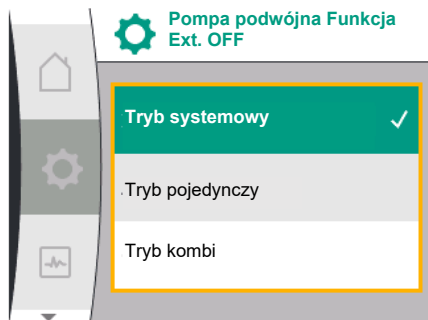 Pompa podwójna Funkcja
Ext. OFF
Tryb systemowy
Tryb pojedynczy
Tryb kombi